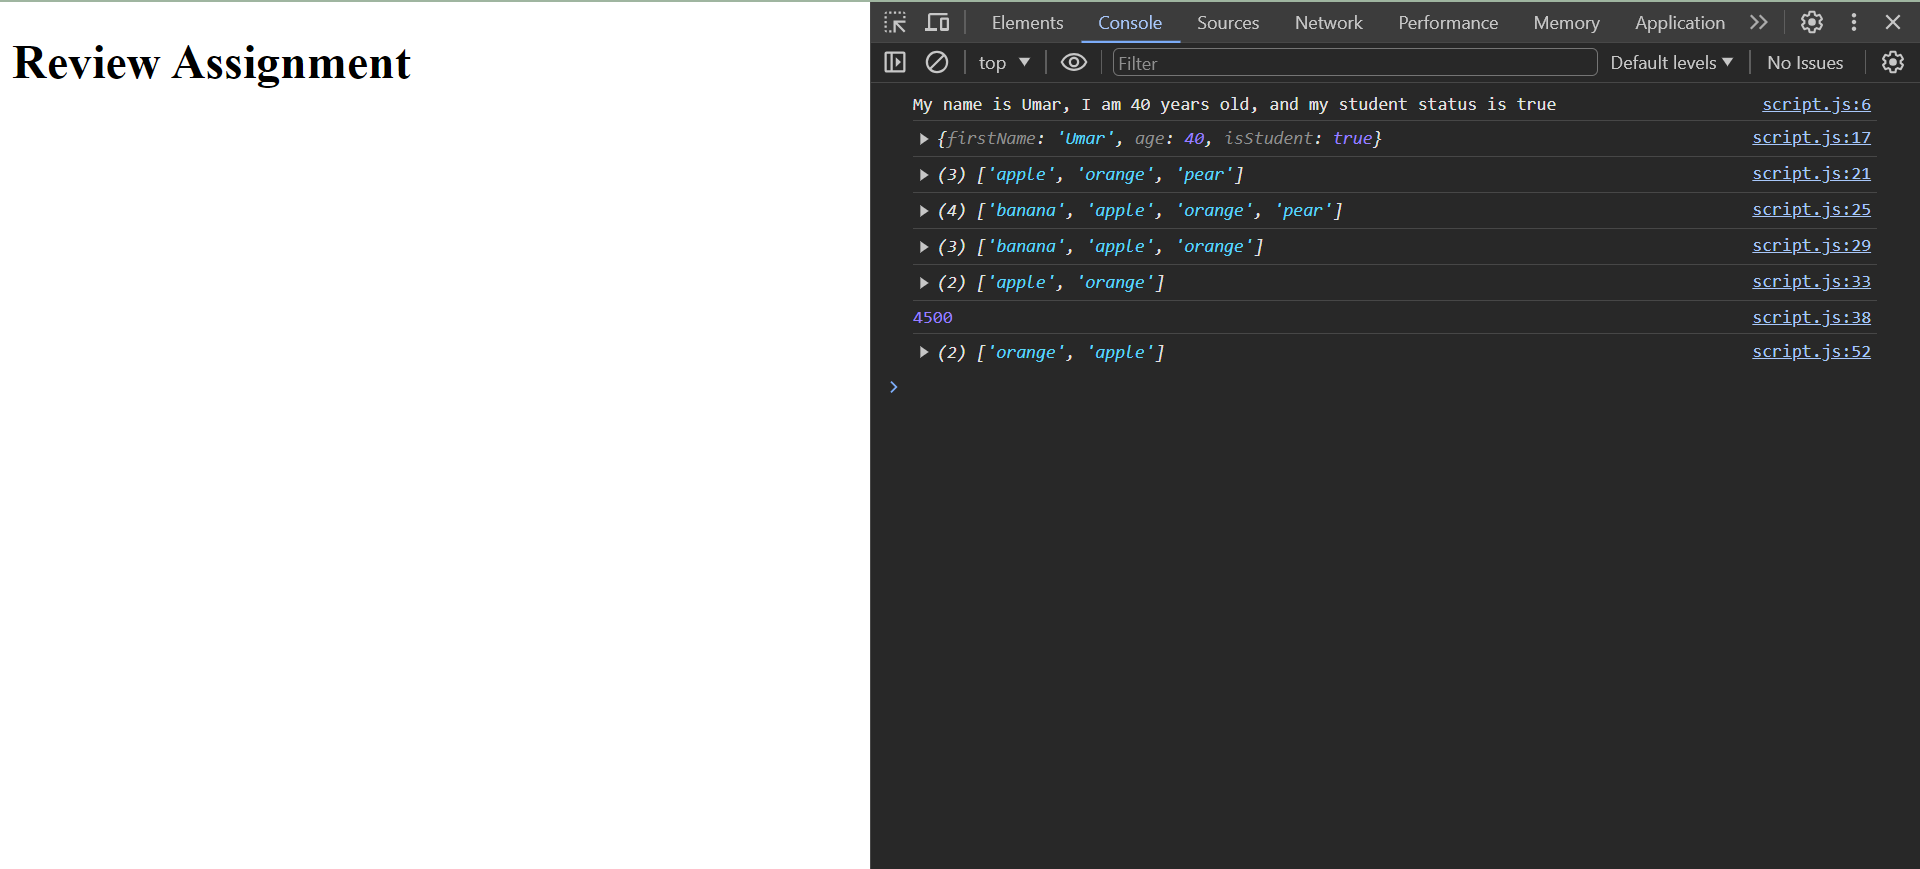 Review Assignment
Elements Console Sources Network Performance Memory Application
top Filter Default levels No Issues
My name is Umar, I am 40 years old, and my student status is true script.js:6
{firstName: 'Umar', age: 40, isStudent: true} script.js:17
(3) ['apple', 'orange', 'pear'] script.js:21
(4) ['banana', 'apple', 'orange', 'pear'] script.js:25
(3) ['banana', 'apple', 'orange'] script.js:29
(2) ['apple', 'orange'] script.js:33
4500 script.js:38
(2) ['orange', 'apple'] script.js:52